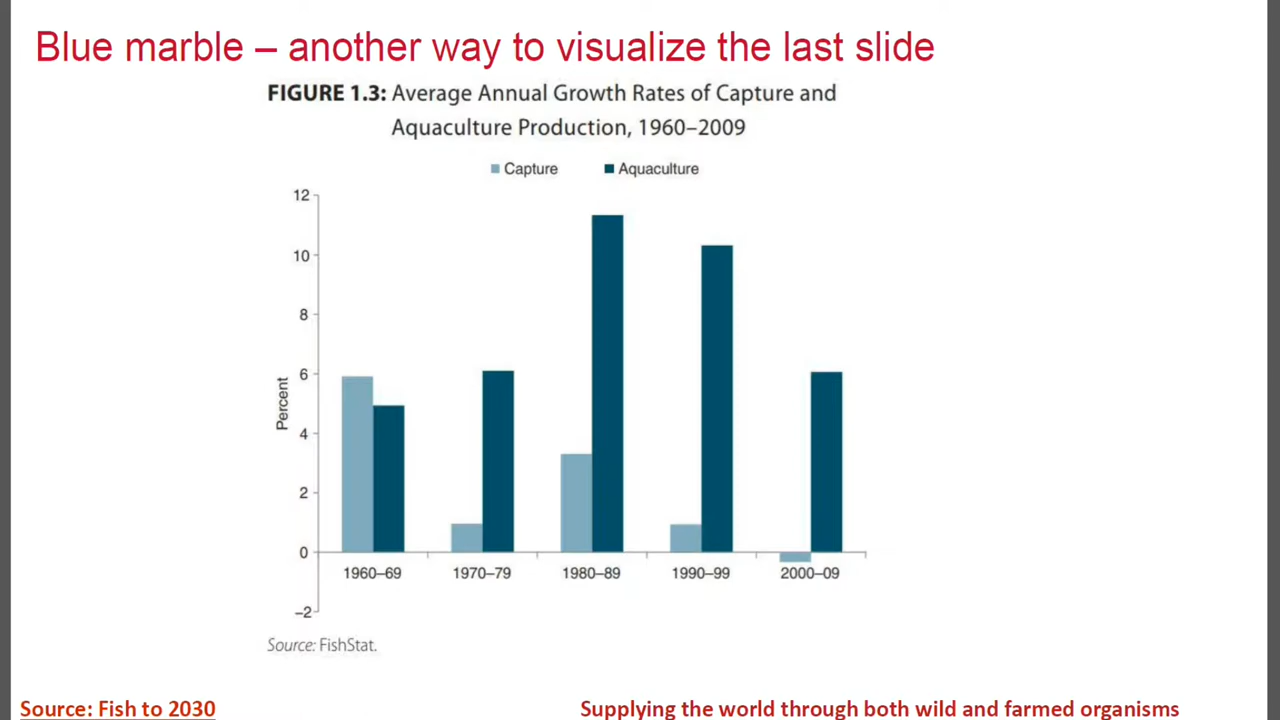 Blue marble – another way to visualize the last slide
FIGURE 1.3: Average Annual Growth Rates of Capture and
Aquaculture Production, 1960–2009
Capture Aquaculture
12
10
8
6
4
2
0
–2
Percent
1960–69 1970–79 1980–89 1990–99 2000–09
Source: FishStat.
Source: Fish to 2030 Supplying the world through both wild and farmed organisms